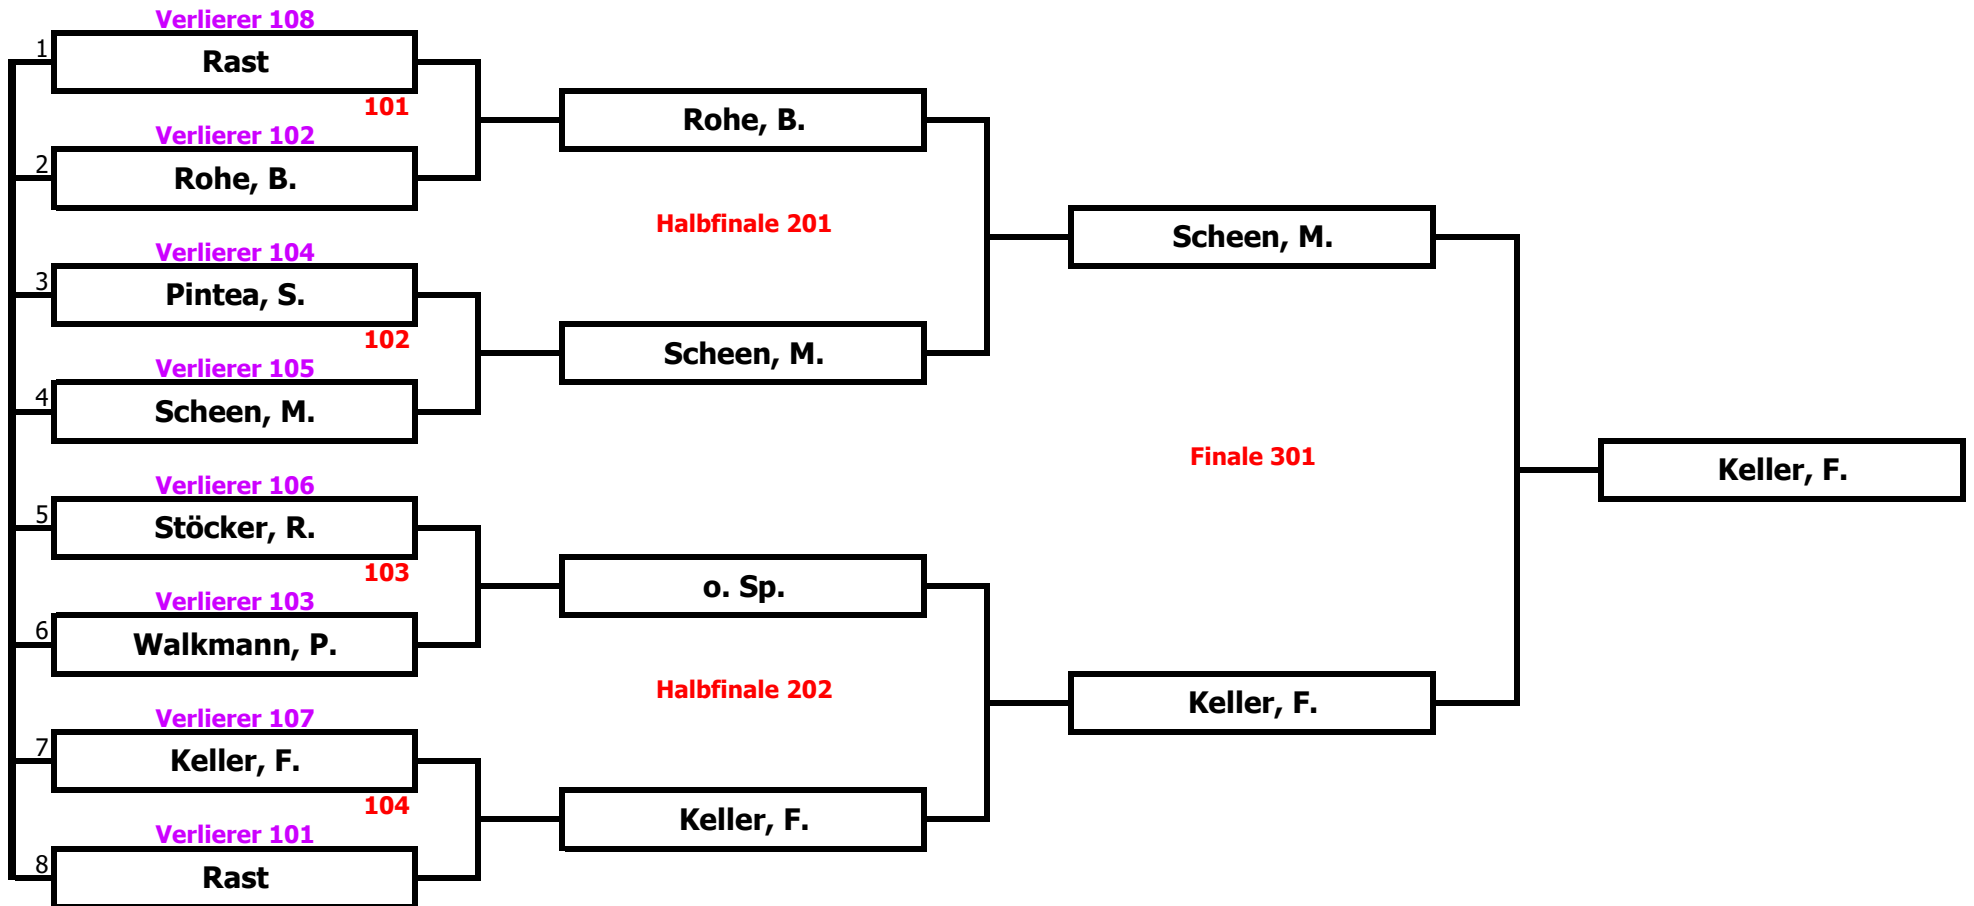 Verlierer 108
1
Rast
101
Rohe, B.
Verlierer 102
2
Rohe, B.
Halbfinale 201
Scheen, M.
Verlierer 104
3
Pintea, S.
102
Scheen, M.
Verlierer 105
4
Scheen, M.
Finale 301
Keller, F.
Verlierer 106
5
Stöcker, R.
103
o. Sp.
Verlierer 103
6
Walkmann, P.
Halbfinale 202
Keller, F.
Verlierer 107
7
Keller, F.
104
Keller, F.
Verlierer 101
8
Rast